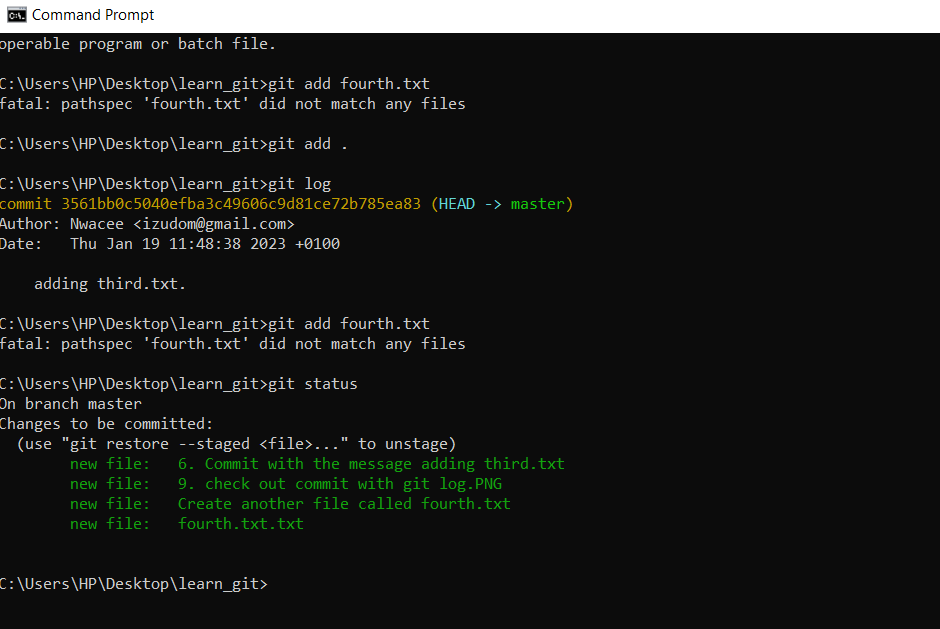 Command Prompt
operable program or batch file.
C:\Users\HP\Desktop\learn_git>git add fourth.txt
fatal: pathspec 'fourth.txt' did not match any files
C:\Users\HP\Desktop\learn_git>git add .
C:\Users\HP\Desktop\learn_git>git log
commit 3561bb0c5040efba3c49606c9d81ce72b785ea83 (HEAD -> master)
Author: Nwacee <izudom@gmail.com>
Date:   Thu Jan 19 11:48:38 2023 +0100
    adding third.txt.
C:\Users\HP\Desktop\learn_git>git add fourth.txt
fatal: pathspec 'fourth.txt' did not match any files
C:\Users\HP\Desktop\learn_git>git status
On branch master
Changes to be committed:
  (use "git restore --staged <file>..." to unstage)
        new file:   6. Commit with the message adding third.txt
        new file:   9. check out commit with git log.PNG
        new file:   Create another file called fourth.txt
        new file:   fourth.txt.txt
C:\Users\HP\Desktop\learn_git>